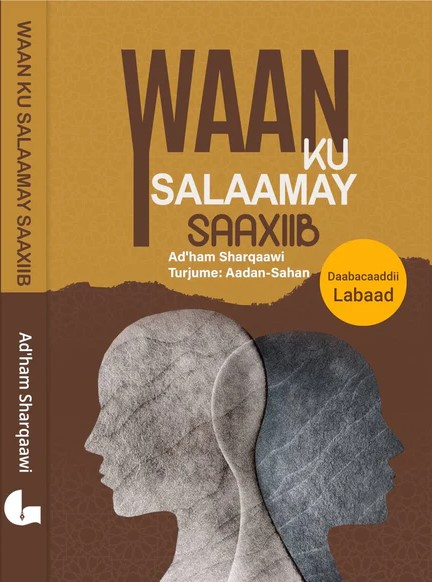 WAAN KU SALAAMAY SAAXIIB
Ad'ham Sharqaawi
WAAN
KU
SALAAMAY
SAAXIIB
Ad'ham Sharqaawi
Turjume: Aadan-Sahan
Daabacaaddii
Labaad